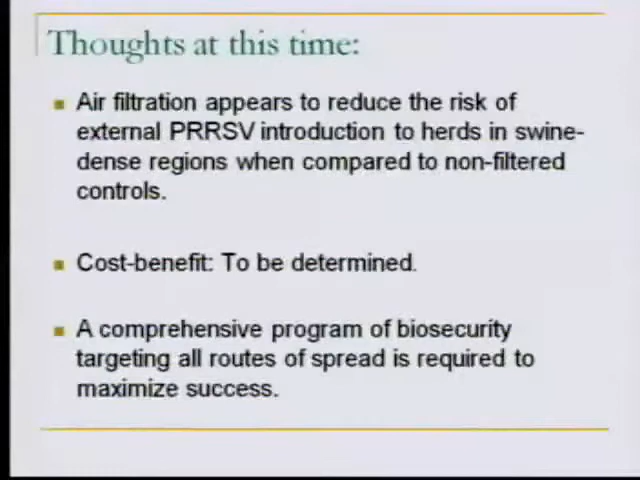 Thoughts at this time:
Air filtration appears to reduce the risk of
external PRRSV introduction to herds in swine-
dense regions when compared to non-filtered
controls.
Cost-benefit: To be determined.
A comprehensive program of biosecurity
targeting all routes of spread is required to
maximize success.